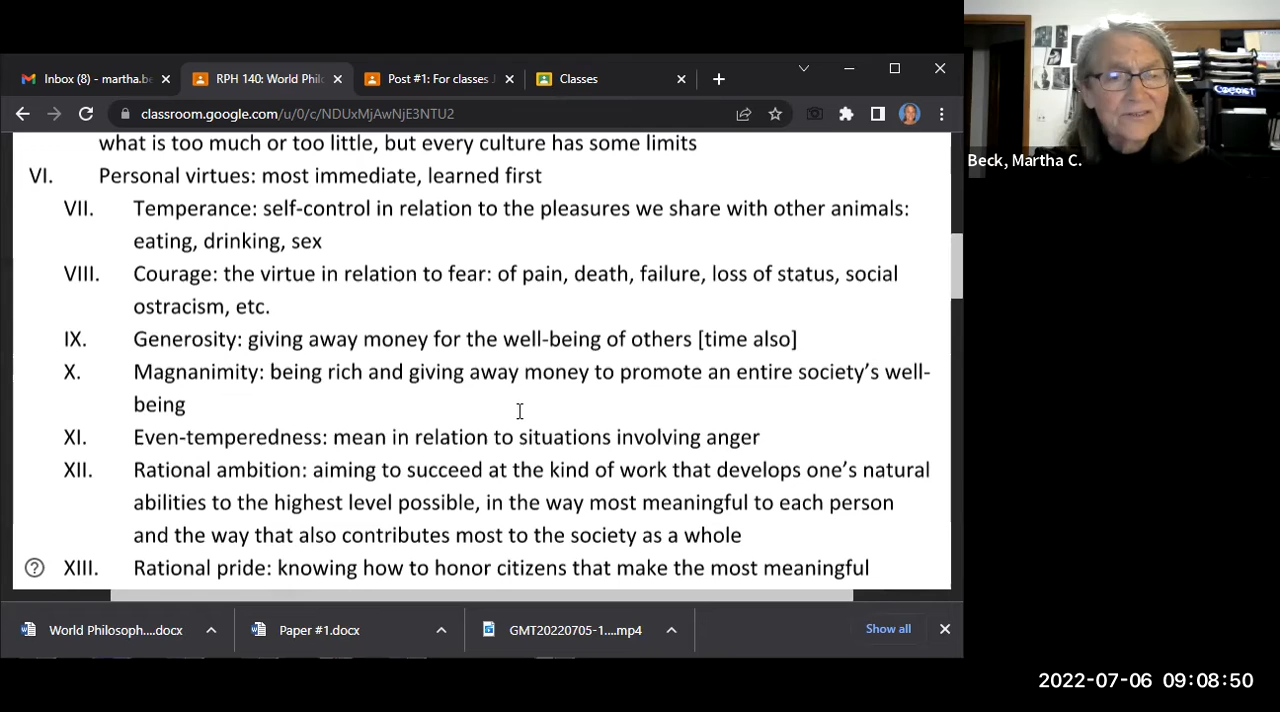 Inbox (8) - martha.be
RPH 140: World Phil
Post #1: For classes J
Classes
classroom.google.com/u/0/c/NDUxMjAwNjE3NTU2
what is too much or too little, but every culture has some limits
VI. Personal virtues: most immediate, learned first
VII. Temperance: self-control in relation to the pleasures we share with other animals:
eating, drinking, sex
VIII. Courage: the virtue in relation to fear: of pain, death, failure, loss of status, social
ostracism, etc.
IX. Generosity: giving away money for the well-being of others [time also]
X. Magnanimity: being rich and giving away money to promote an entire society’s well-
being
XI. Even-temperedness: mean in relation to situations involving anger
XII. Rational ambition: aiming to succeed at the kind of work that develops one’s natural
abilities to the highest level possible, in the way most meaningful to each person
and the way that also contributes most to the society as a whole
XIII. Rational pride: knowing how to honor citizens that make the most meaningful
World Philosoph....docx
Paper #1.docx
GMT20220705-1....mp4
Show all
Beck, Martha C.
2022-07-06 09:08:50